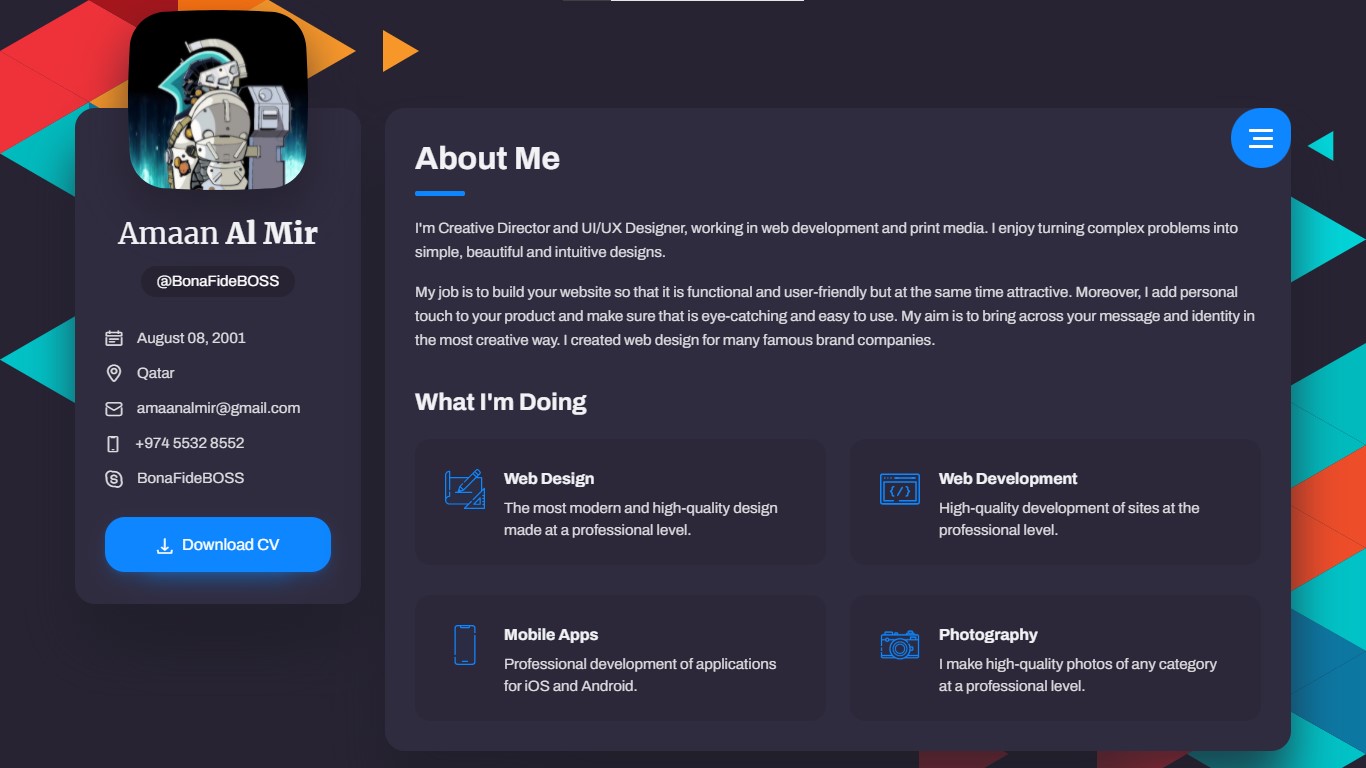 Amaan Al Mir
@BonaFideBOSS
August 08, 2001
Qatar
amaanalmir@gmail.com
+974 5532 8552
BonaFideBOSS
Download CV
About Me
I'm Creative Director and UI/UX Designer, working in web development and print media. I enjoy turning complex problems into
simple, beautiful and intuitive designs.
My job is to build your website so that it is functional and user-friendly but at the same time attractive. Moreover, I add personal
touch to your product and make sure that is eye-catching and easy to use. My aim is to bring across your message and identity in
the most creative way. I created web design for many famous brand companies.
What I'm Doing
Web Design
The most modern and high-quality design
made at a professional level.
Web Development
High-quality development of sites at the
professional level.
Mobile Apps
Professional development of applications
for iOS and Android.
Photography
I make high-quality photos of any category
at a professional level.